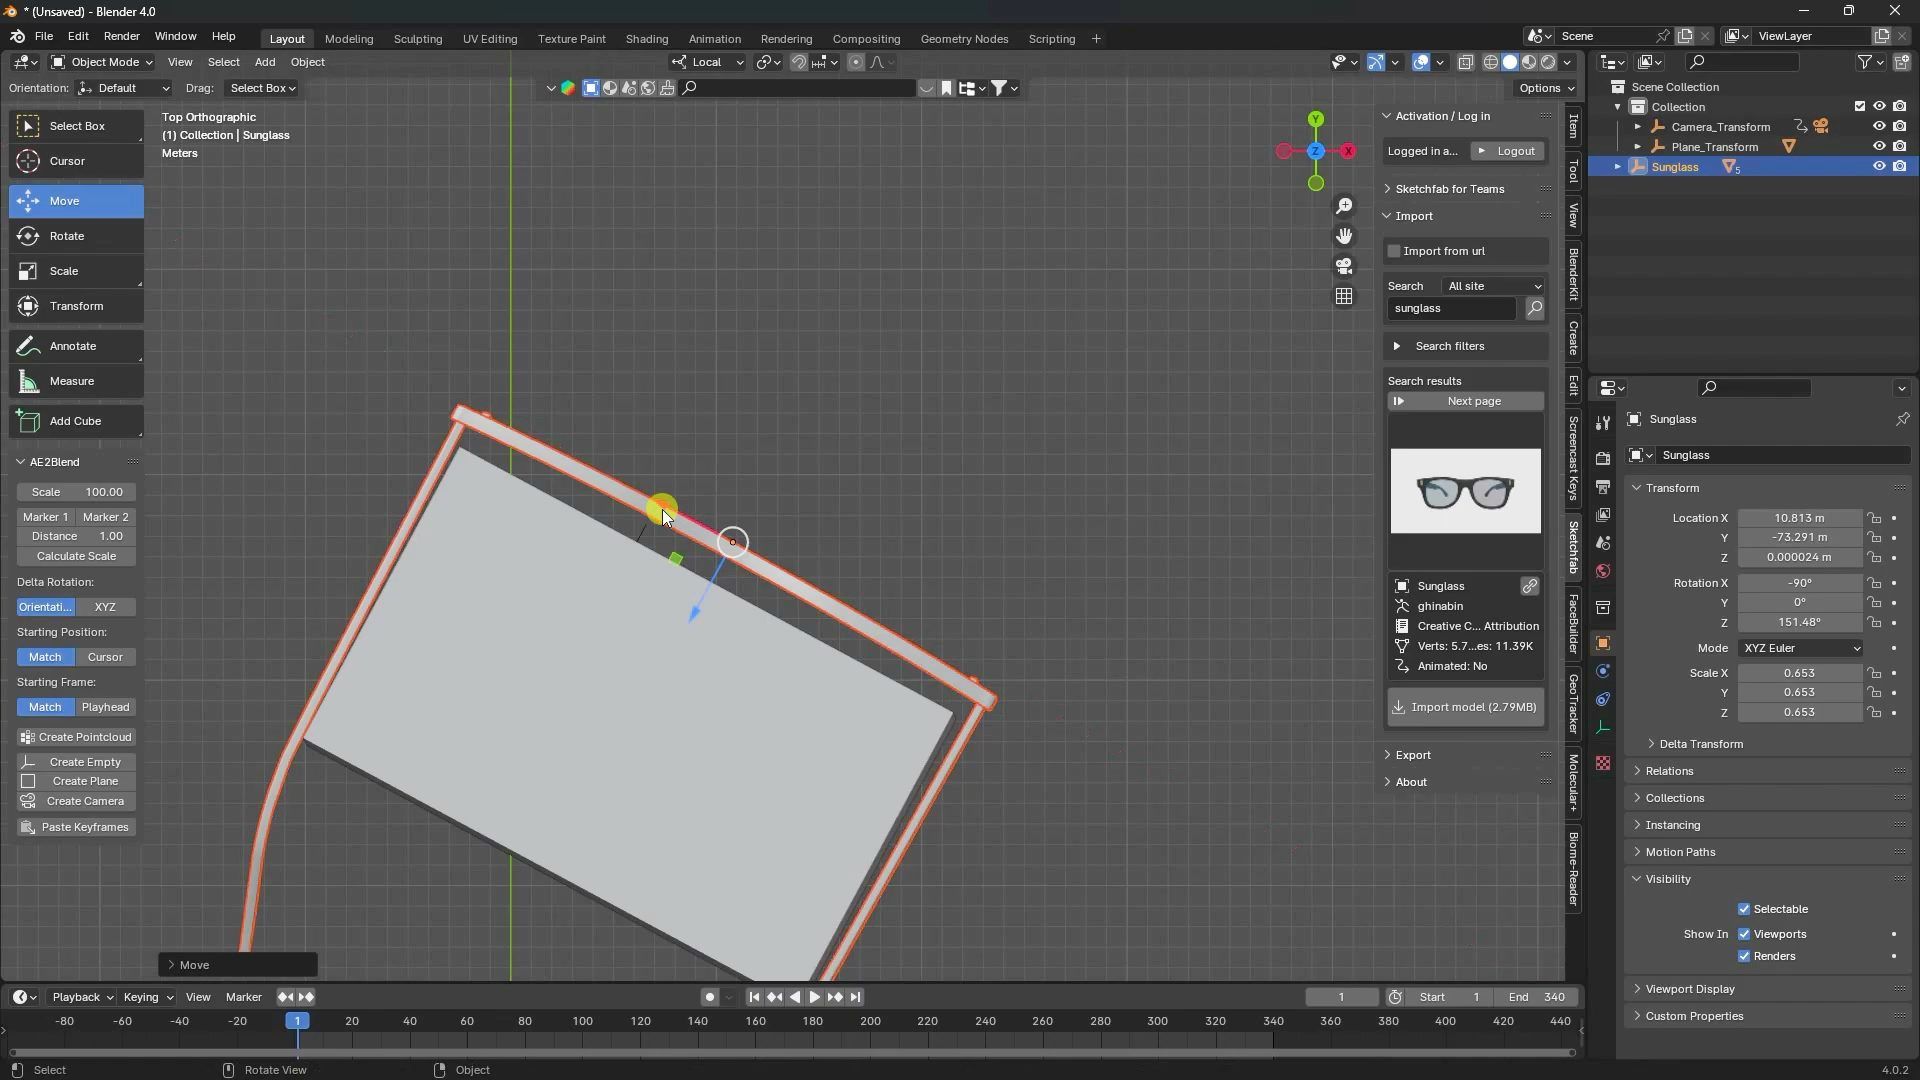 * (Unsaved) - Blender 4.0
File Edit Render Window Help
Layout Modeling Sculpting UV Editing Texture Paint Shading Animation Rendering Compositing Geometry Nodes Scripting +
Scene
ViewLayer
Object Mode View Select Add Object
Local
Orientation: Default Drag: Select Box
Options
Select Box
Cursor
Move
Rotate
Scale
Transform
Annotate
Measure
Add Cube
AE2Blend
Scale 100.00
Marker 1 Marker 2
Distance 1.00
Calculate Scale
Delta Rotation:
Orientati... XYZ
Starting Position:
Match Cursor
Starting Frame:
Match Playhead
Create Pointcloud
Create Empty
Create Plane
Create Camera
Paste Keyframes
Top Orthographic
(1) Collection | Sunglass
Meters
Y
Z
X
Move
Activation / Log in
Logged in a... Logout
Sketchfab for Teams
Import
Import from url
Search All site
sunglass
Search filters
Search results
Next page
Sunglass
ghinabin
Creative C... Attribution
Verts: 5.7...es: 11.39K
Animated: No
Import model (2.79MB)
Export
About
Item
Tool
View
BlenderKit
Create
Edit
Screencast Keys
Sketchfab
FaceBuilder
GeoTracker
Molecular+
Biome-Reader
Scene Collection
Collection
Camera_Transform
Plane_Transform
Sunglass 5
Sunglass
Sunglass
Transform
Location X 10.813 m
Y -73.291 m
Z 0.000024 m
Rotation X -90°
Y 0°
Z 151.48°
Mode XYZ Euler
Scale X 0.653
Y 0.653
Z 0.653
Delta Transform
Relations
Collections
Instancing
Motion Paths
Visibility
Selectable
Show In Viewports
Renders
Viewport Display
Custom Properties
Playback Keying View Marker
1 Start 1 End 340
-80 -60 -40 -20 1 20 40 60 80 100 120 140 160 180 200 220 240 260 280 300 320 340 360 380 400 420 440
Select Rotate View Object
4.0.2